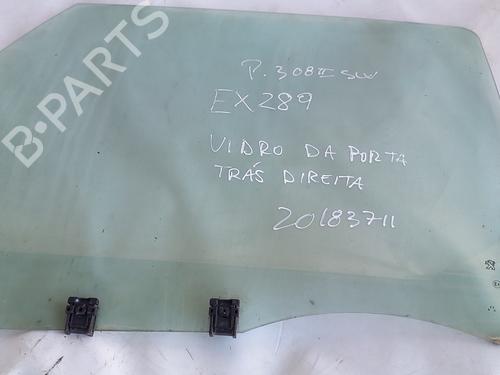 B-PARTS
P. 308 II SW
EX289
VIDRO DA PORTA
TRÁS DIREITA
20183711